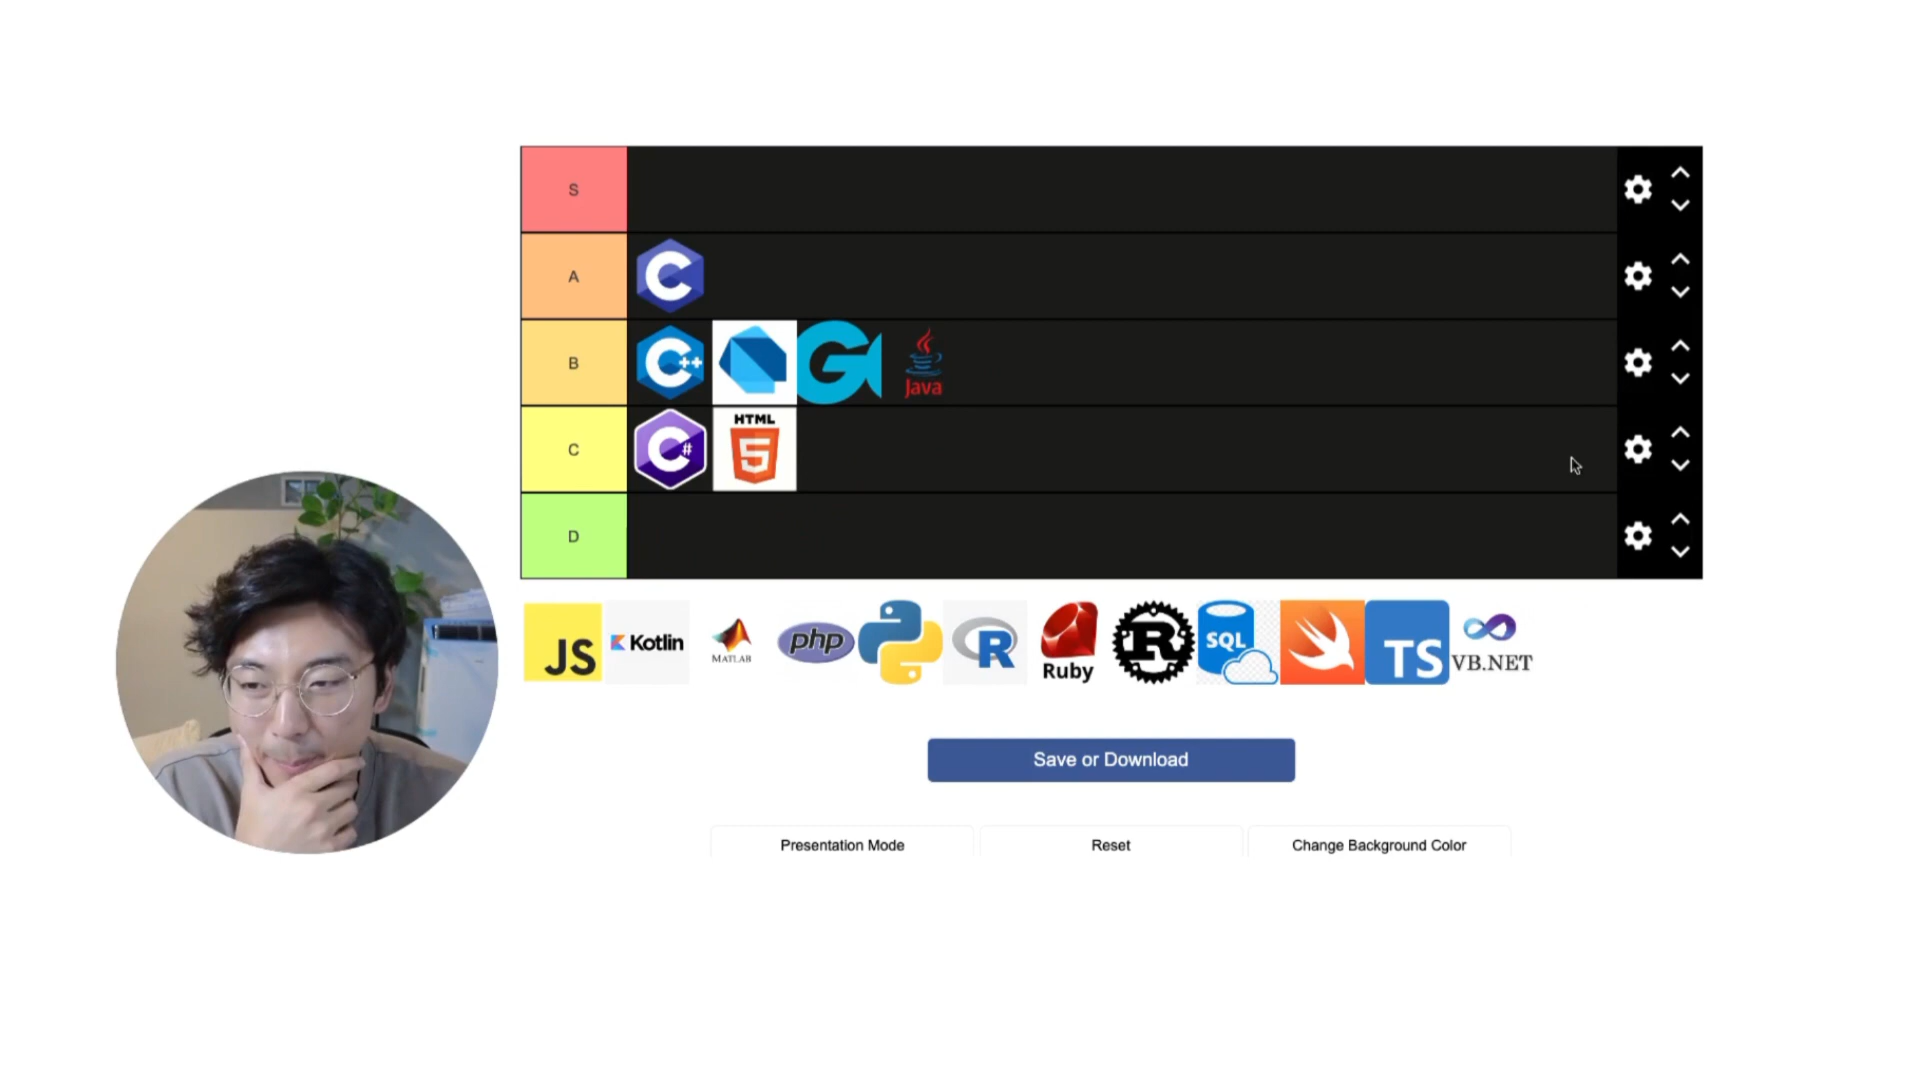 S
A
C
B
C++
G
Java
C
C#
HTML
5
D
JS
Kotlin
MATLAB
php
R
Ruby
R
SQL
TS
VB.NET
Save or Download
Presentation Mode
Reset
Change Background Color